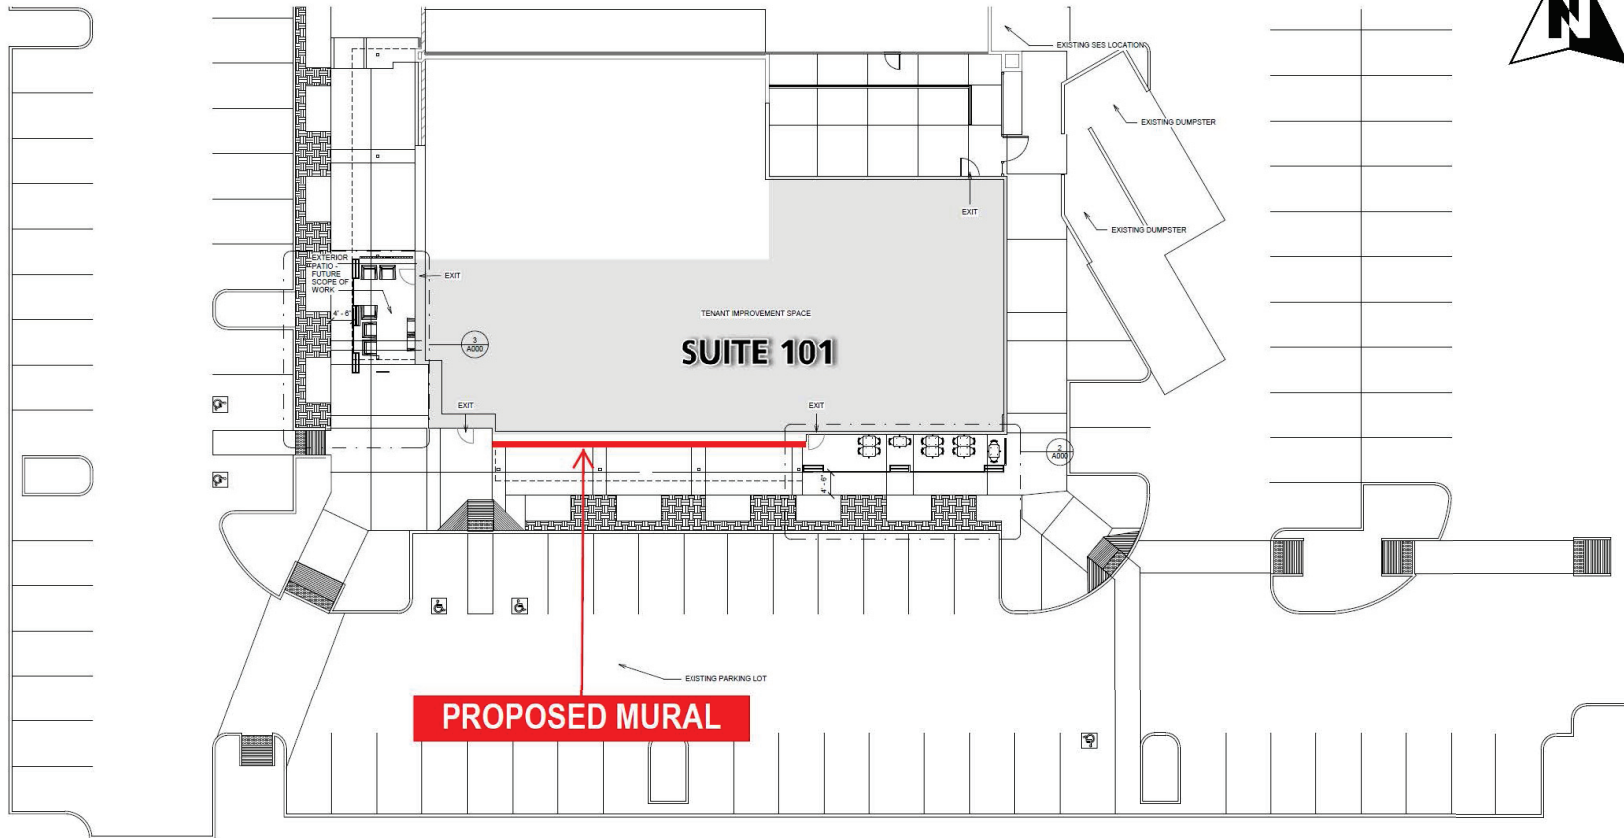 N
EXISTING SES LOCATION
EXISTING DUMPSTER
EXISTING DUMPSTER
EXIT
EXTERIOR
PATIO -
FUTURE
SCOPE OF
WORK
EXIT
4' - 6"
TENANT IMPROVEMENT SPACE
3
A000
SUITE 101
EXIT
EXIT
2
A000
4' - 6"
EXISTING PARKING LOT
PROPOSED MURAL